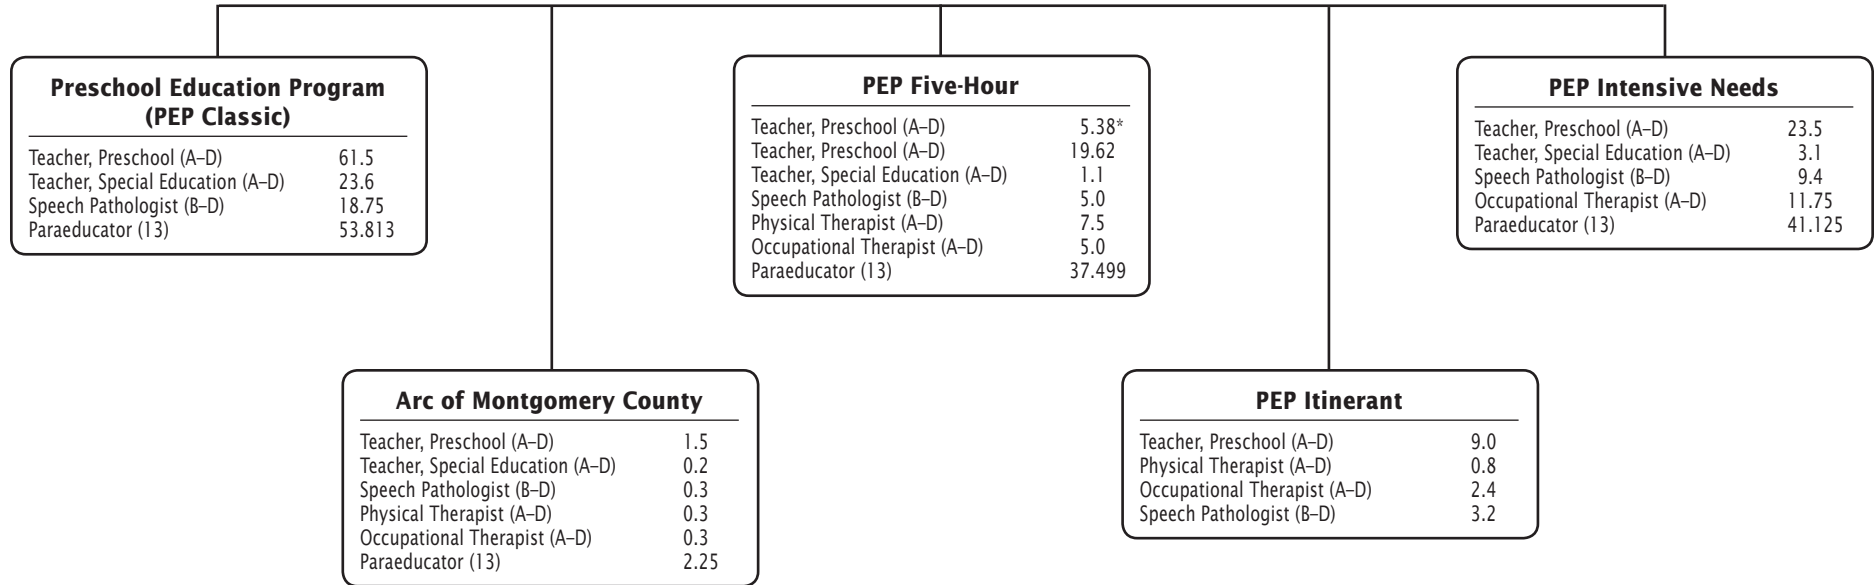 Preschool Education Program
(PEP Classic)
Teacher, Preschool (A–D) 61.5
Teacher, Special Education (A–D) 23.6
Speech Pathologist (B–D) 18.75
Paraeducator (13) 53.813
PEP Five-Hour
Teacher, Preschool (A–D) 5.38*
Teacher, Preschool (A–D) 19.62
Teacher, Special Education (A–D) 1.1
Speech Pathologist (B–D) 5.0
Physical Therapist (A–D) 7.5
Occupational Therapist (A–D) 5.0
Paraeducator (13) 37.499
PEP Intensive Needs
Teacher, Preschool (A–D) 23.5
Teacher, Special Education (A–D) 3.1
Speech Pathologist (B–D) 9.4
Occupational Therapist (A–D) 11.75
Paraeducator (13) 41.125
Arc of Montgomery County
Teacher, Preschool (A–D) 1.5
Teacher, Special Education (A–D) 0.2
Speech Pathologist (B–D) 0.3
Physical Therapist (A–D) 0.3
Occupational Therapist (A–D) 0.3
Paraeducator (13) 2.25
PEP Itinerant
Teacher, Preschool (A–D) 9.0
Physical Therapist (A–D) 0.8
Occupational Therapist (A–D) 2.4
Speech Pathologist (B–D) 3.2